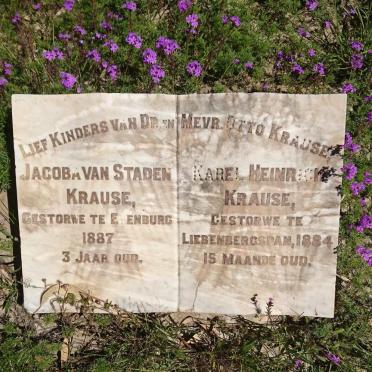 Lief Kinders van Dr. en Mevr. Otto Krause.
Jacoba van Staden
Krause,
Gestorwe te
1887
3 Jaar oud.
Karel Heinrich
Krause,
Gestorwe te
Liebenbergspan, 1884
15 Maande oud.